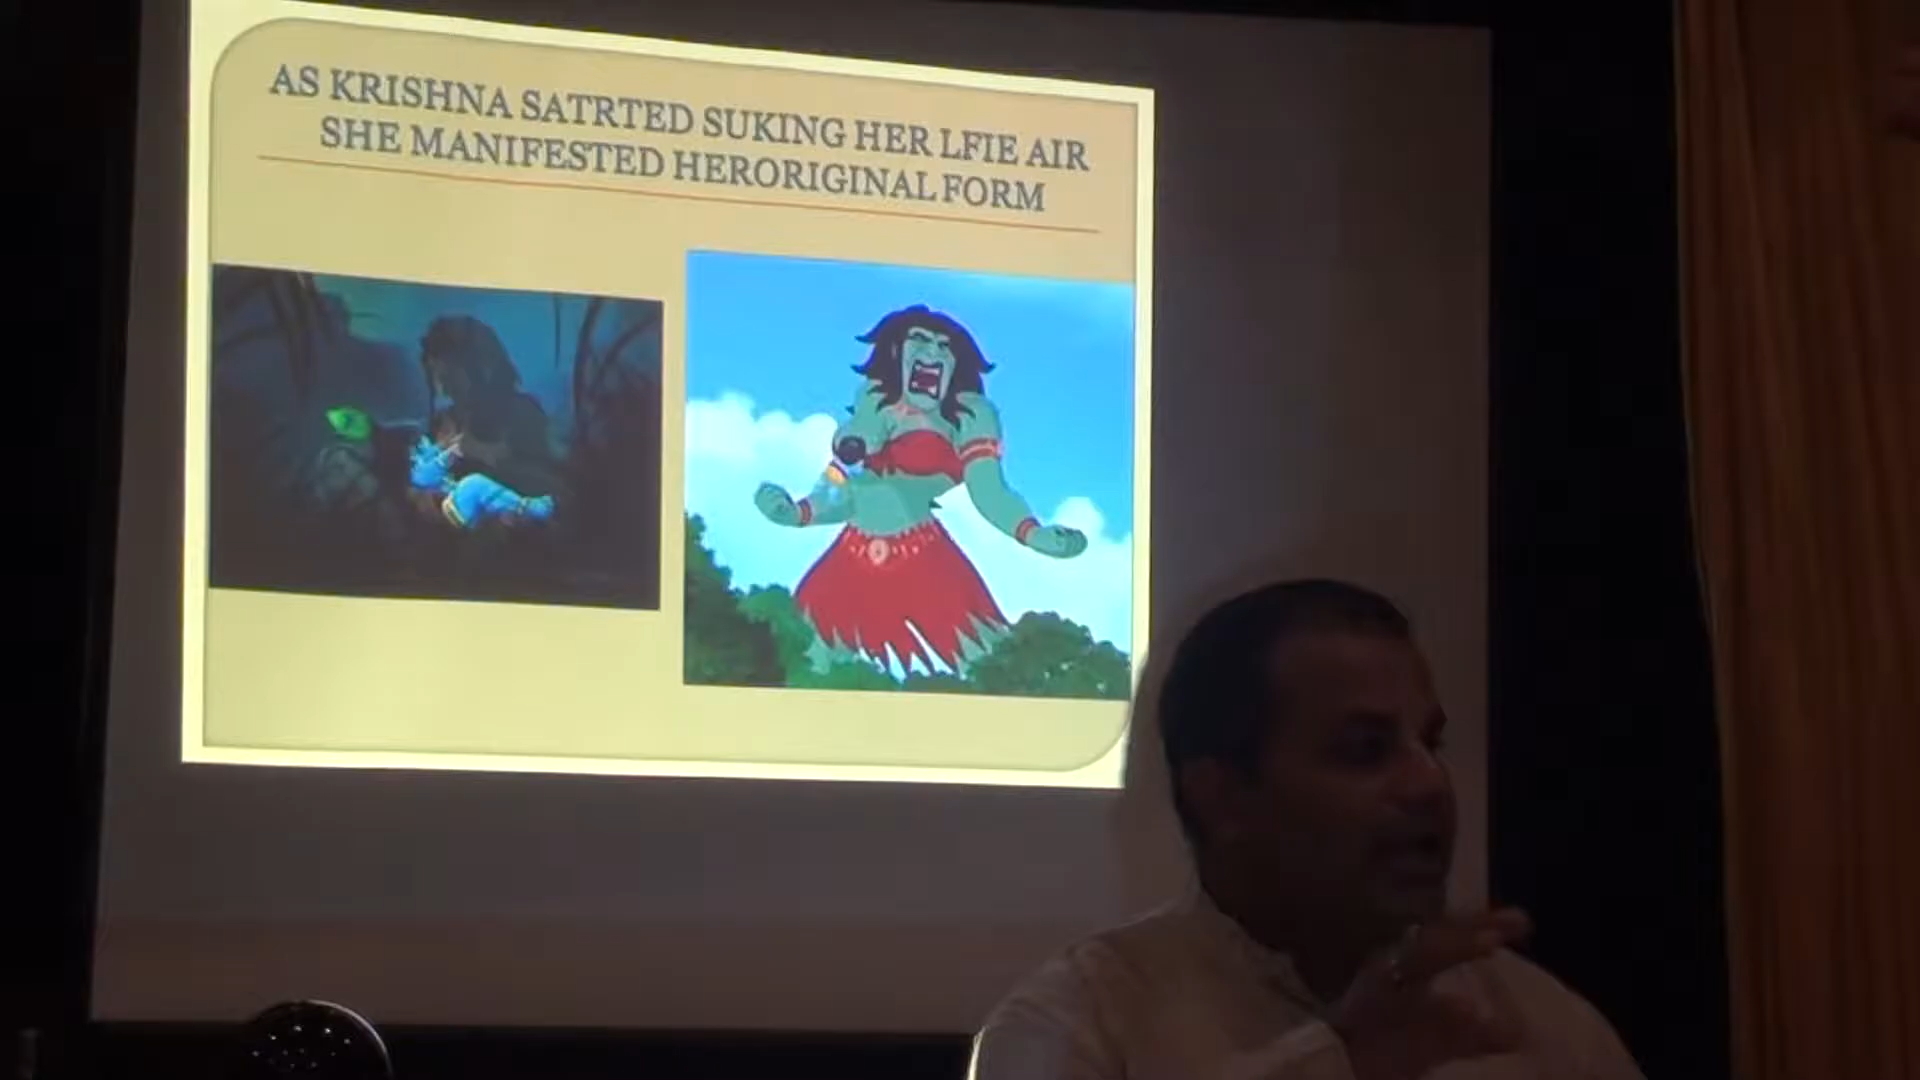 AS KRISHNA SATRTED SUKING HER LFIE AIR
SHE MANIFESTED HERORIGINAL FORM